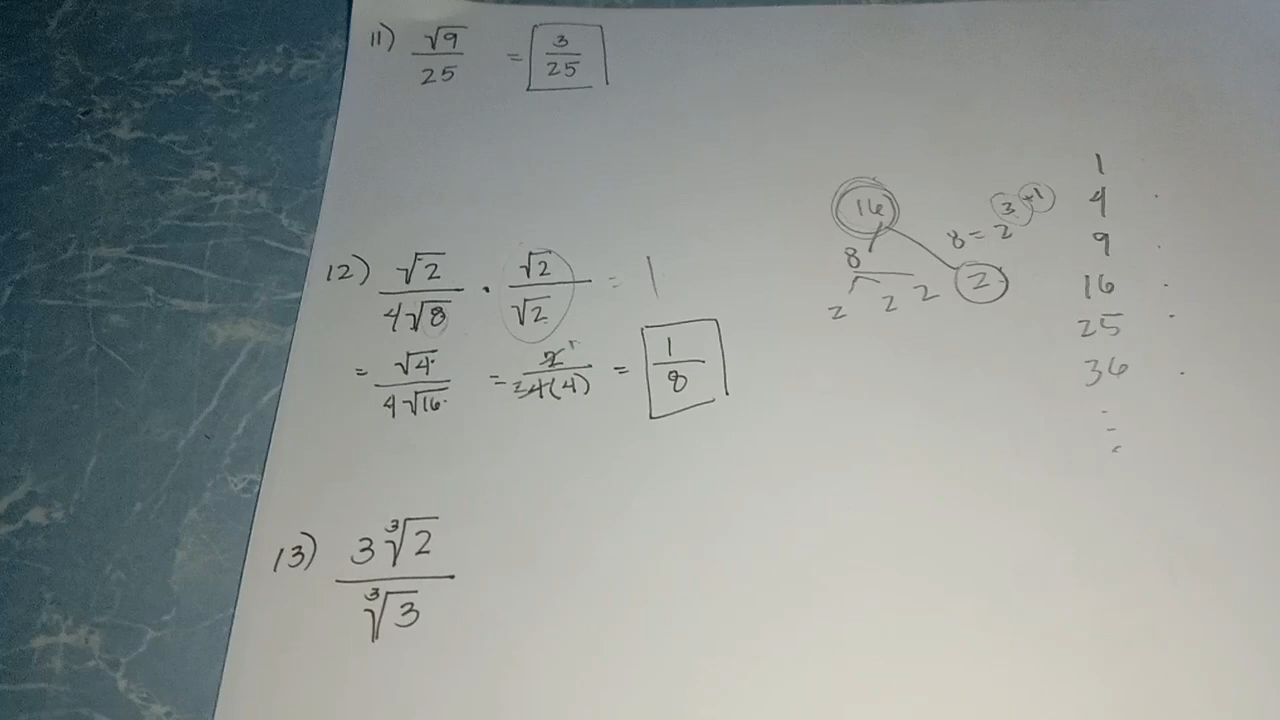 11) √9/25 = 3/25
12) √2/4√8 · √2/√2 = 1
= √4/4√16 = 2/4(4) = 1/8
13) 3∛2/∛3
16
8 2
2 2 2
8 = 2^3+1
1
4
9
16
25
36